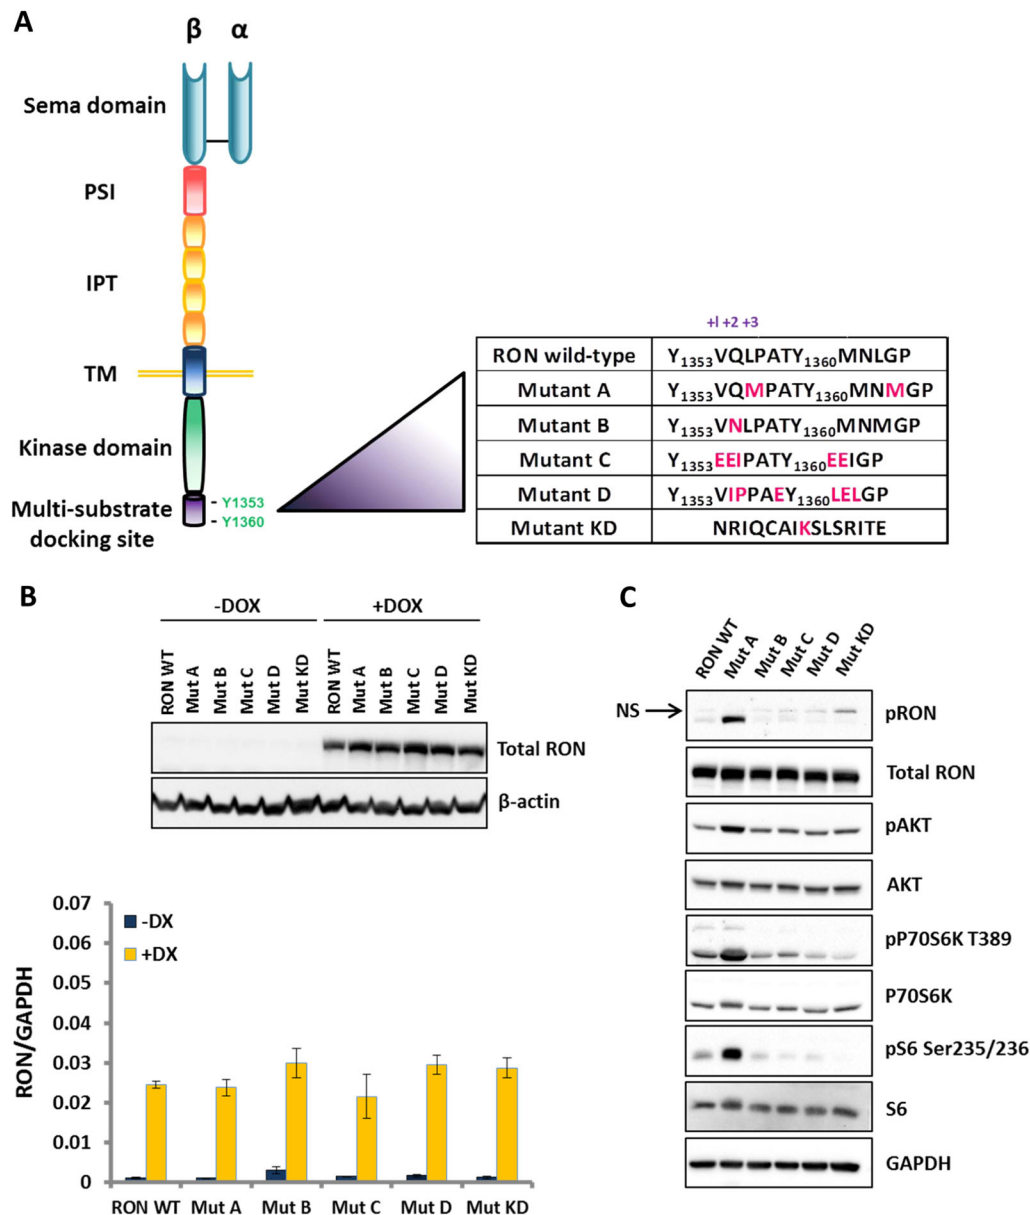 A
β α
Sema domain
PSI
IPT
TM
Kinase domain
Multi-substrate
docking site
- Y1353
- Y1360
+I +2 +3
RON wild-type Y1353VQLPATY1360MNLGP
Mutant A Y1353VQMPATY1360MNMGP
Mutant B Y1353VNLPATY1360MNMGP
Mutant C Y1353EEIPATY1360EEIGP
Mutant D Y1353VIPPAEY1360LELGP
Mutant KD NRIQCAIKSLSRITE
B
-DOX +DOX
RON WT Mut A Mut B Mut C Mut D Mut KD RON WT Mut A Mut B Mut C Mut D Mut KD
Total RON
β-actin
RON/GAPDH
0.07
0.06
0.05
0.04
0.03
0.02
0.01
0
-DX
+DX
RON WT Mut A Mut B Mut C Mut D Mut KD
C
RON WT Mut A Mut B Mut C Mut D Mut KD
NS
pRON
Total RON
pAKT
AKT
pP70S6K T389
P70S6K
pS6 Ser235/236
S6
GAPDH